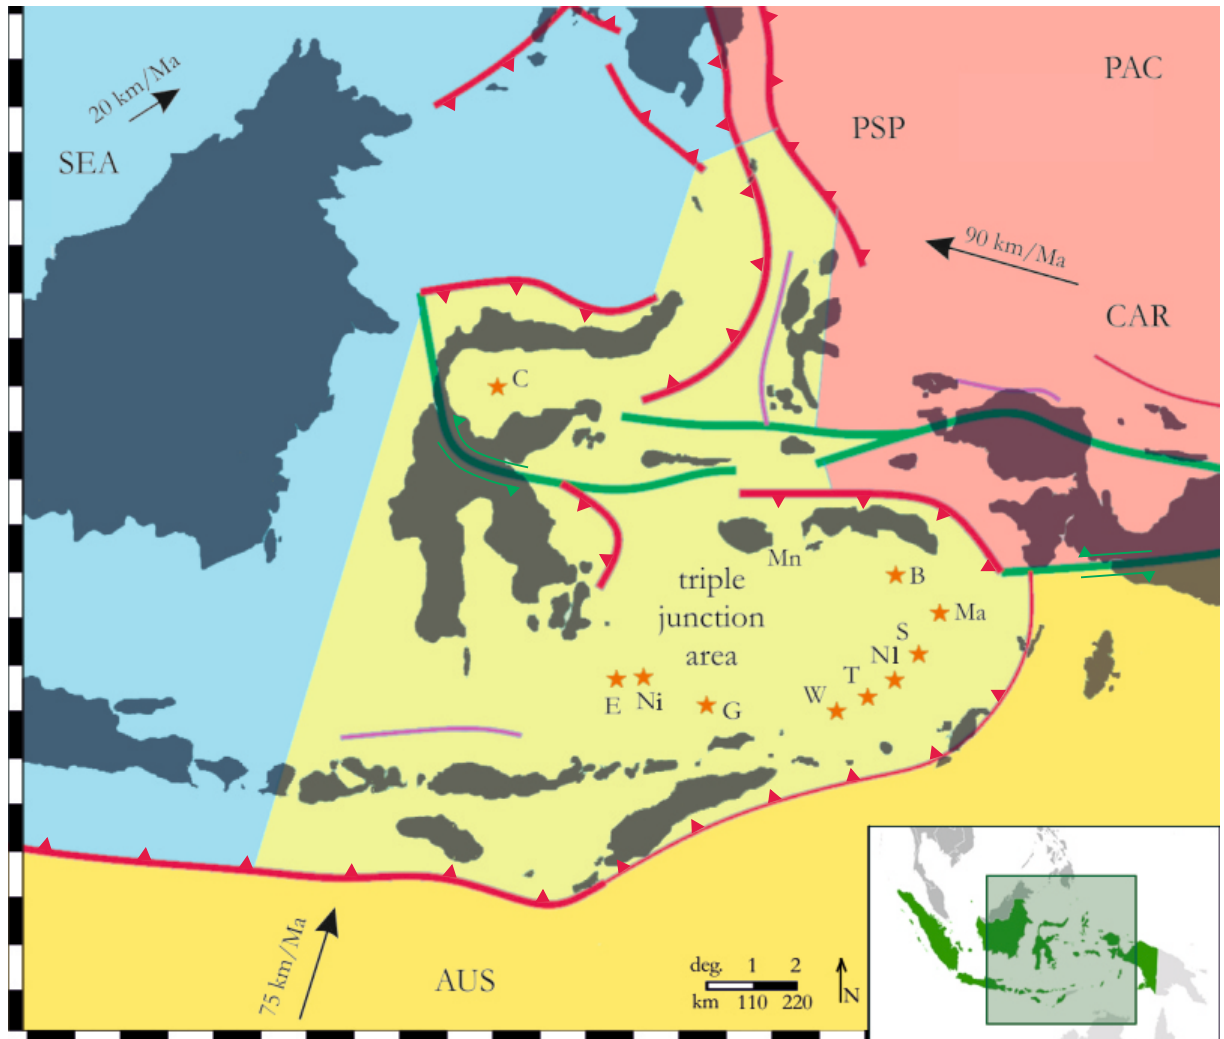 PAC
20 km/Ma
PSP
SEA
90 km/Ma
CAR
C
Mn
triple
junction
area
B
Ma
S
Nl
T
W
E
Ni
G
75 km/Ma
AUS
deg. 1 2
km 110 220
N